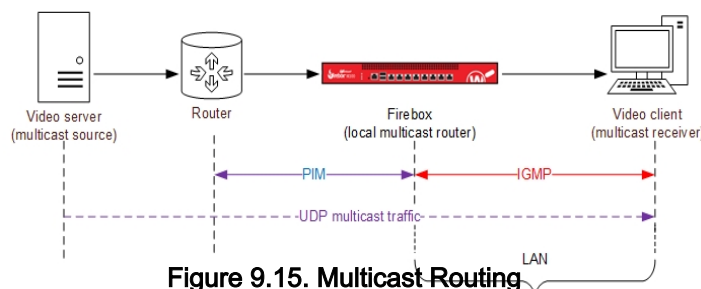 Video server
(multicast source)
Router
Firebox
(local multicast router)
Video client
(multicast receiver)
PIM
IGMP
UDP multicast traffic
LAN
Figure 9.15. Multicast Routing